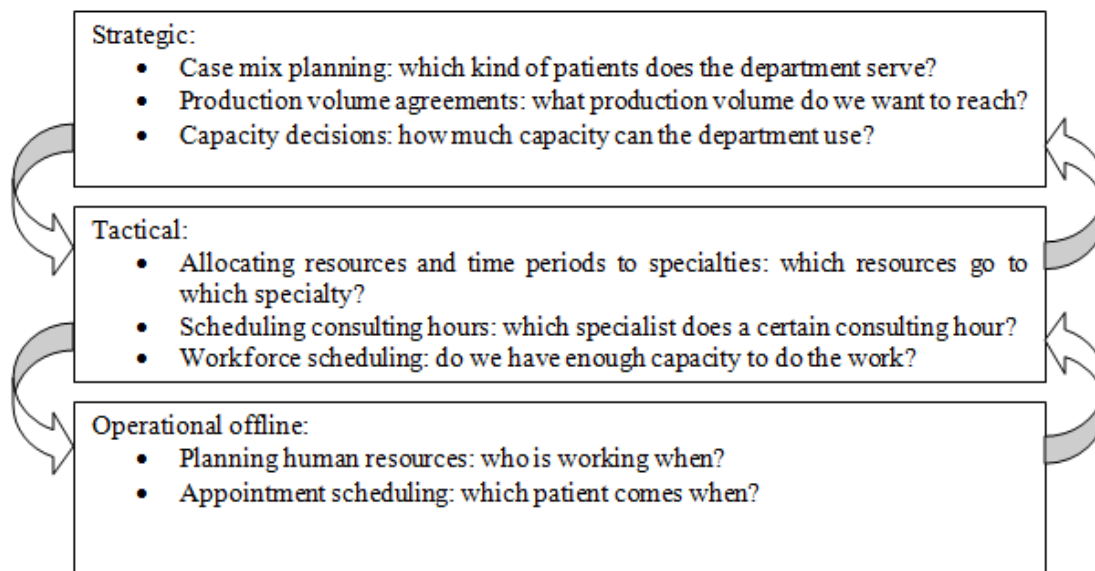 Strategic:
• Case mix planning: which kind of patients does the department serve?
• Production volume agreements: what production volume do we want to reach?
• Capacity decisions: how much capacity can the department use?
Tactical:
• Allocating resources and time periods to specialties: which resources go to
which specialty?
• Scheduling consulting hours: which specialist does a certain consulting hour?
• Workforce scheduling: do we have enough capacity to do the work?
Operational offline:
• Planning human resources: who is working when?
• Appointment scheduling: which patient comes when?